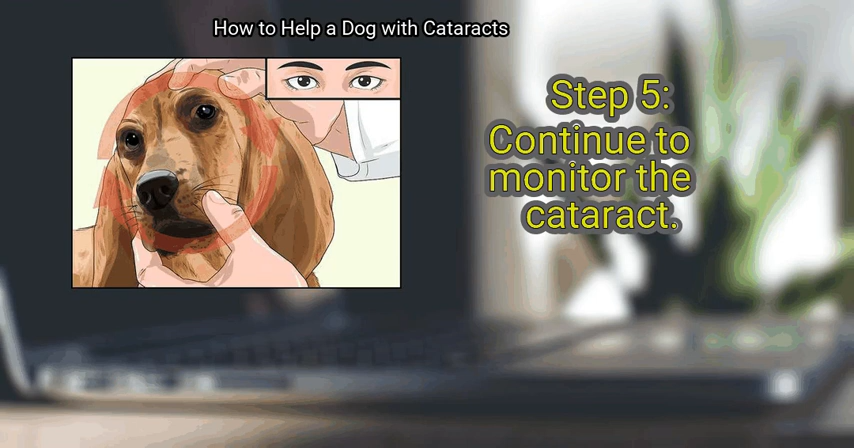 How to Help a Dog with Cataracts
Step 5:
Continue to
monitor the
cataract.